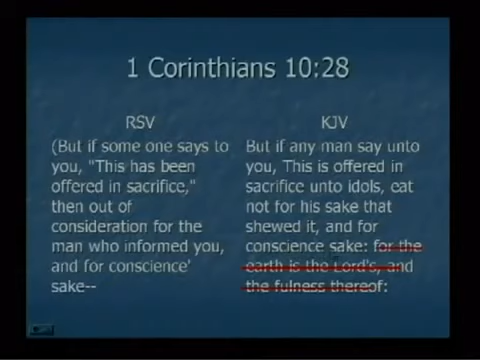 1 Corinthians 10:28
RSV
(But if some one says to
you, "This has been
offered in sacrifice,"
then out of
consideration for the
man who informed you,
and for conscience'
sake--
KJV
But if any man say unto
you, This is offered in
sacrifice unto idols, eat
not for his sake that
shewed it, and for
conscience sake: for the
earth is the Lord's, and
the fulness thereof: